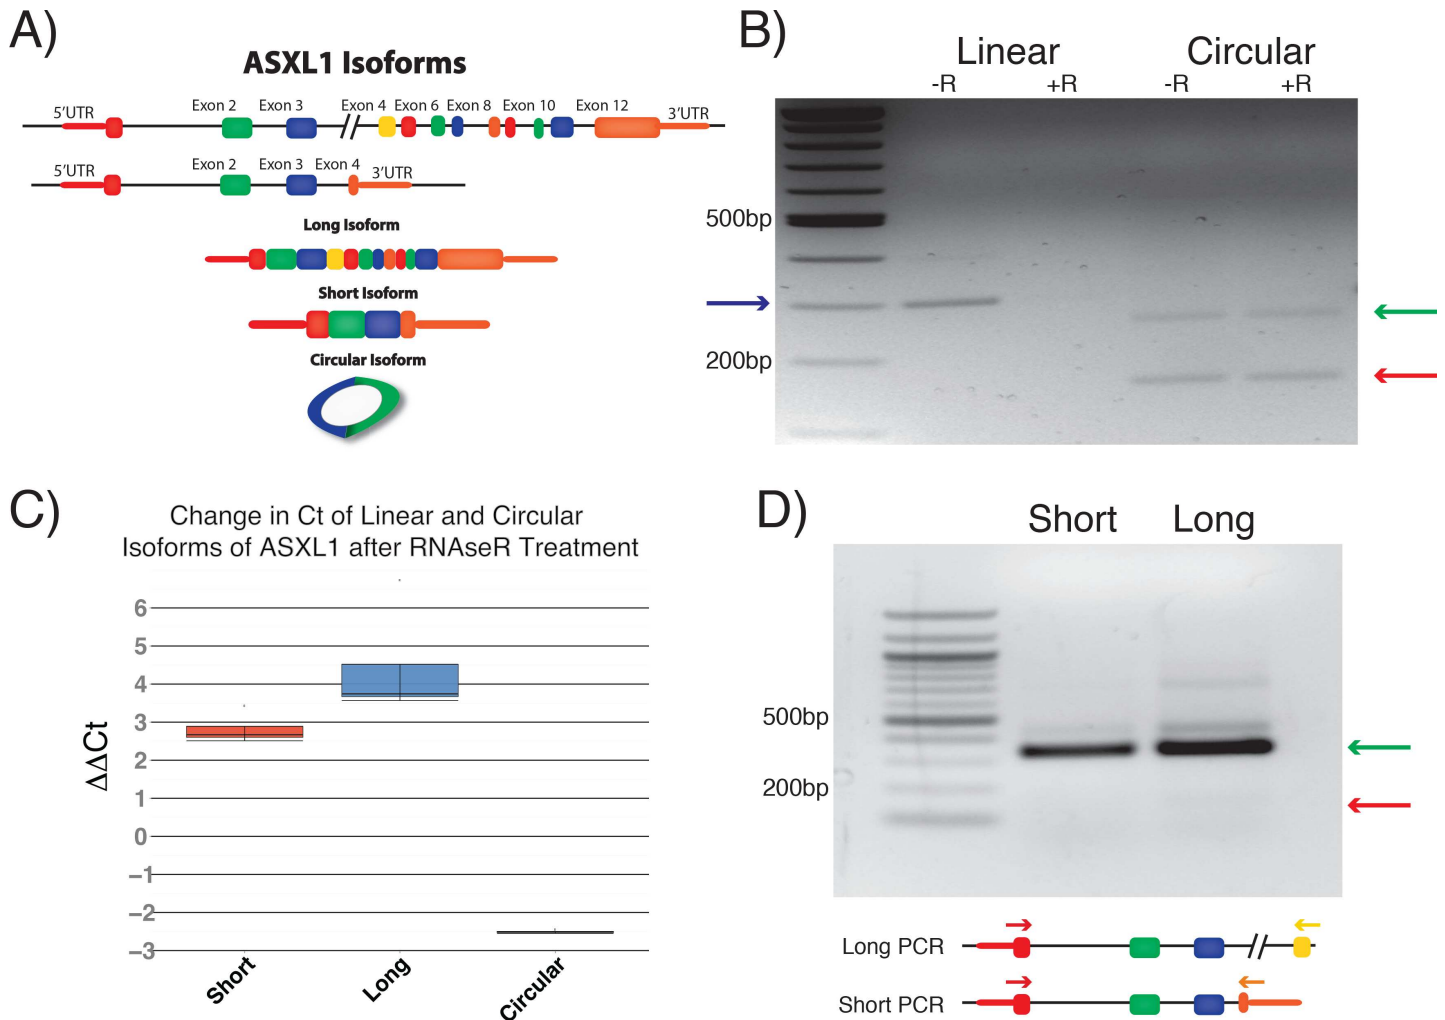 A)
ASXL1 Isoforms
5'UTR Exon 2 Exon 3 Exon 4 Exon 6 Exon 8 Exon 10 Exon 12 3'UTR
5'UTR Exon 2 Exon 3 Exon 4 3'UTR
Long Isoform
Short Isoform
Circular Isoform
B)
Linear Circular
-R +R -R +R
500bp
200bp
C)
Change in Ct of Linear and Circular
Isoforms of ASXL1 after RNAseR Treatment
ΔΔCt
6
5
4
3
2
1
0
−1
−2
−3
Short Long Circular
D)
Short Long
500bp
200bp
Long PCR
Short PCR